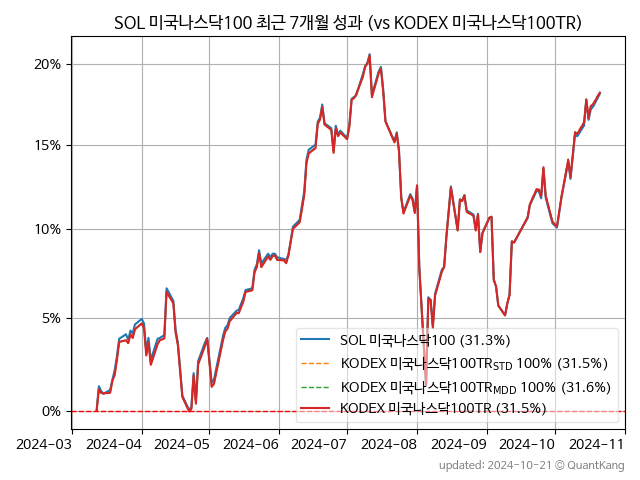 SOL 미국나스닥100 최근 7개월 성과 (vs KODEX 미국나스닥100TR)
20%
15%
10%
5%
0%
SOL 미국나스닥100 (31.3%)
KODEX 미국나스닥100TR_STD 100% (31.5%)
KODEX 미국나스닥100TR_MDD 100% (31.6%)
KODEX 미국나스닥100TR (31.5%)
2024-03 2024-04 2024-05 2024-06 2024-07 2024-08 2024-09 2024-10 2024-11
updated: 2024-10-21 © QuantKang